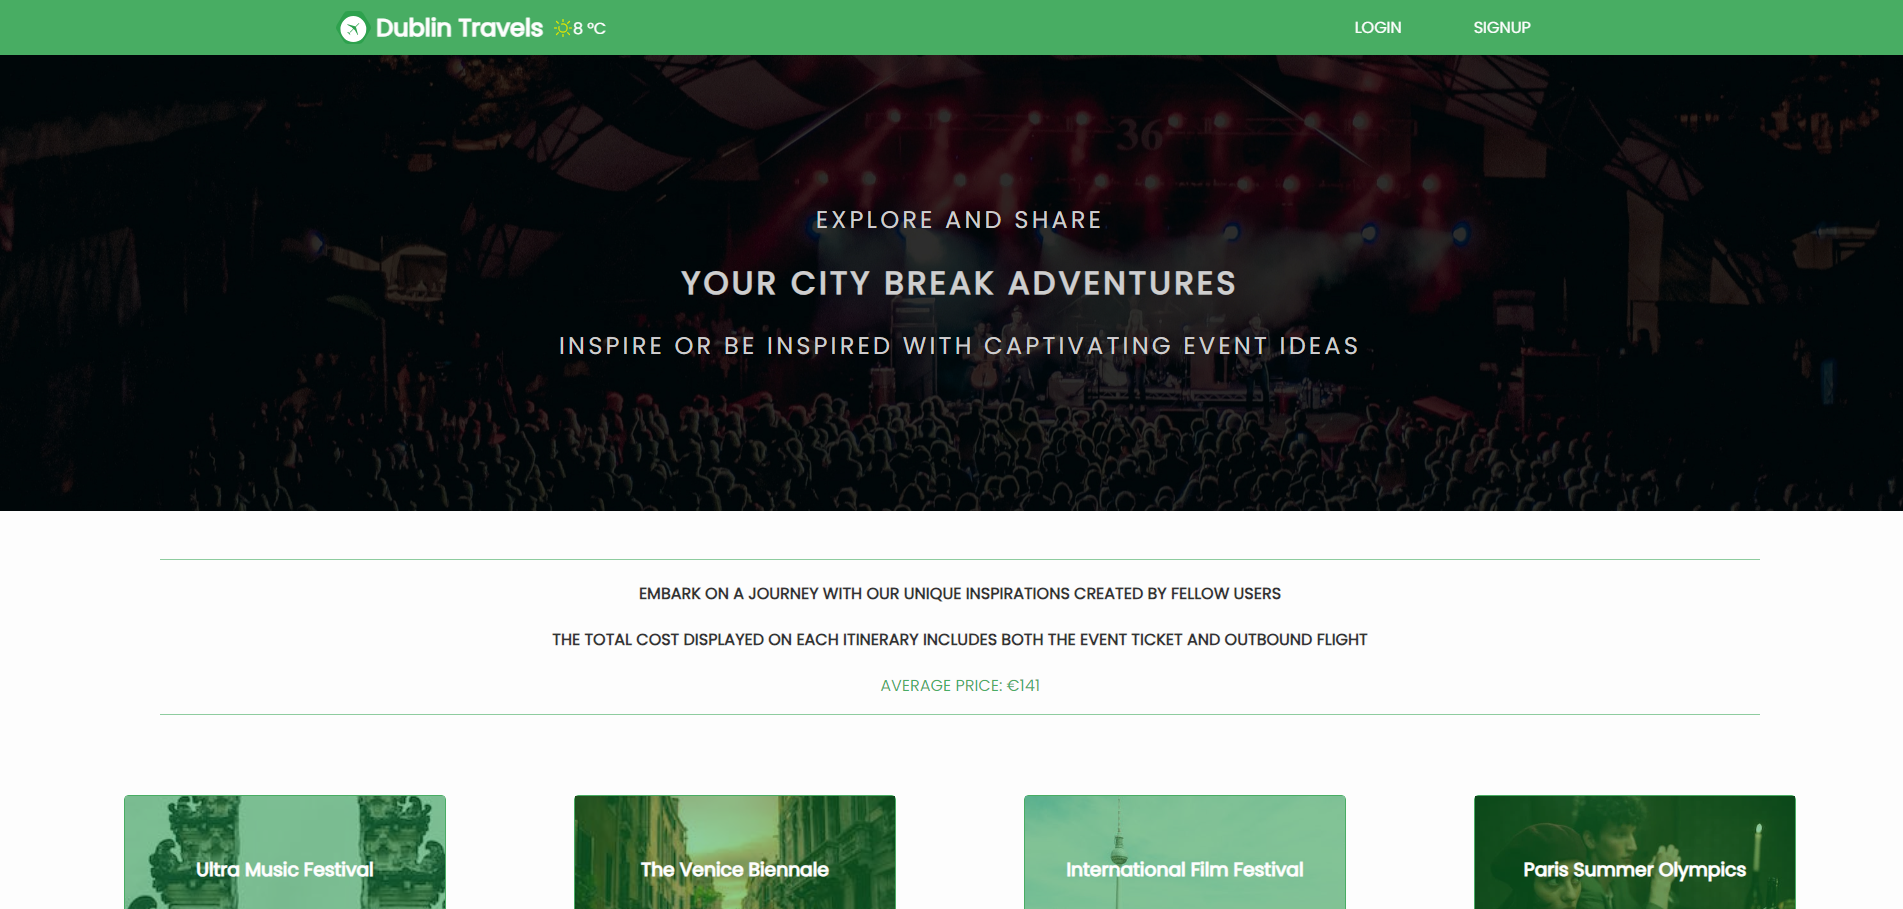 Dublin Travels 8 °C LOGIN SIGNUP
36
EXPLORE AND SHARE
YOUR CITY BREAK ADVENTURES
INSPIRE OR BE INSPIRED WITH CAPTIVATING EVENT IDEAS
EMBARK ON A JOURNEY WITH OUR UNIQUE INSPIRATIONS CREATED BY FELLOW USERS
THE TOTAL COST DISPLAYED ON EACH ITINERARY INCLUDES BOTH THE EVENT TICKET AND OUTBOUND FLIGHT
AVERAGE PRICE: €141
Ultra Music Festival
The Venice Biennale
International Film Festival
Paris Summer Olympics